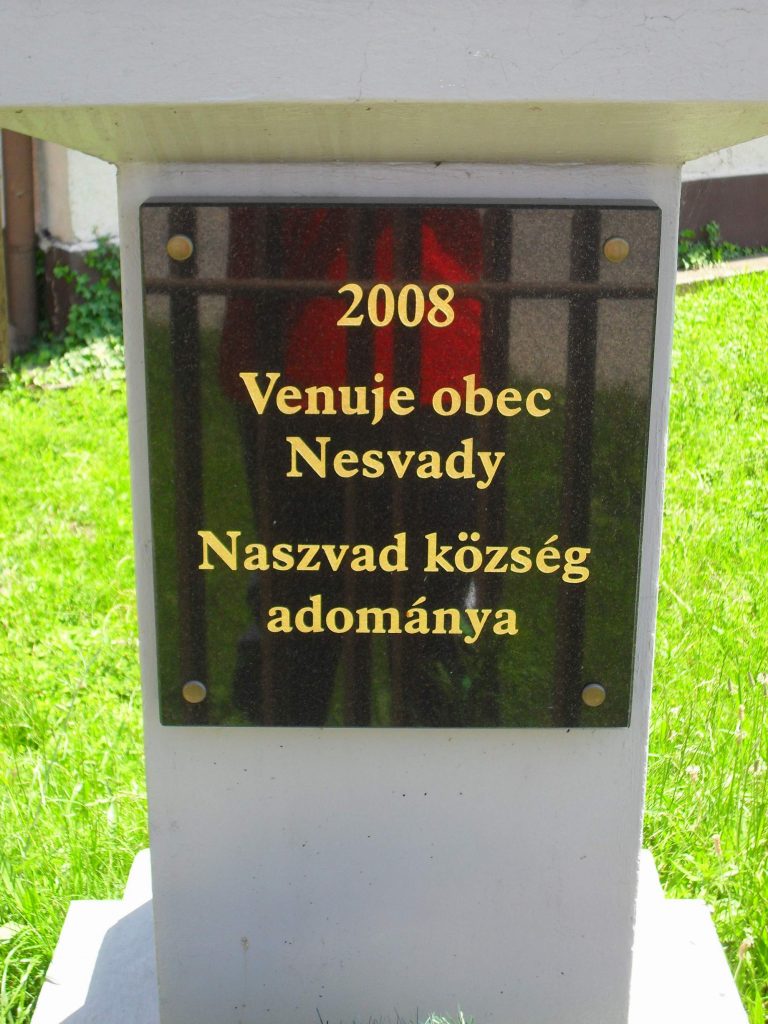 2008
Venuje obec
Nesvady
Naszvad község
adománya